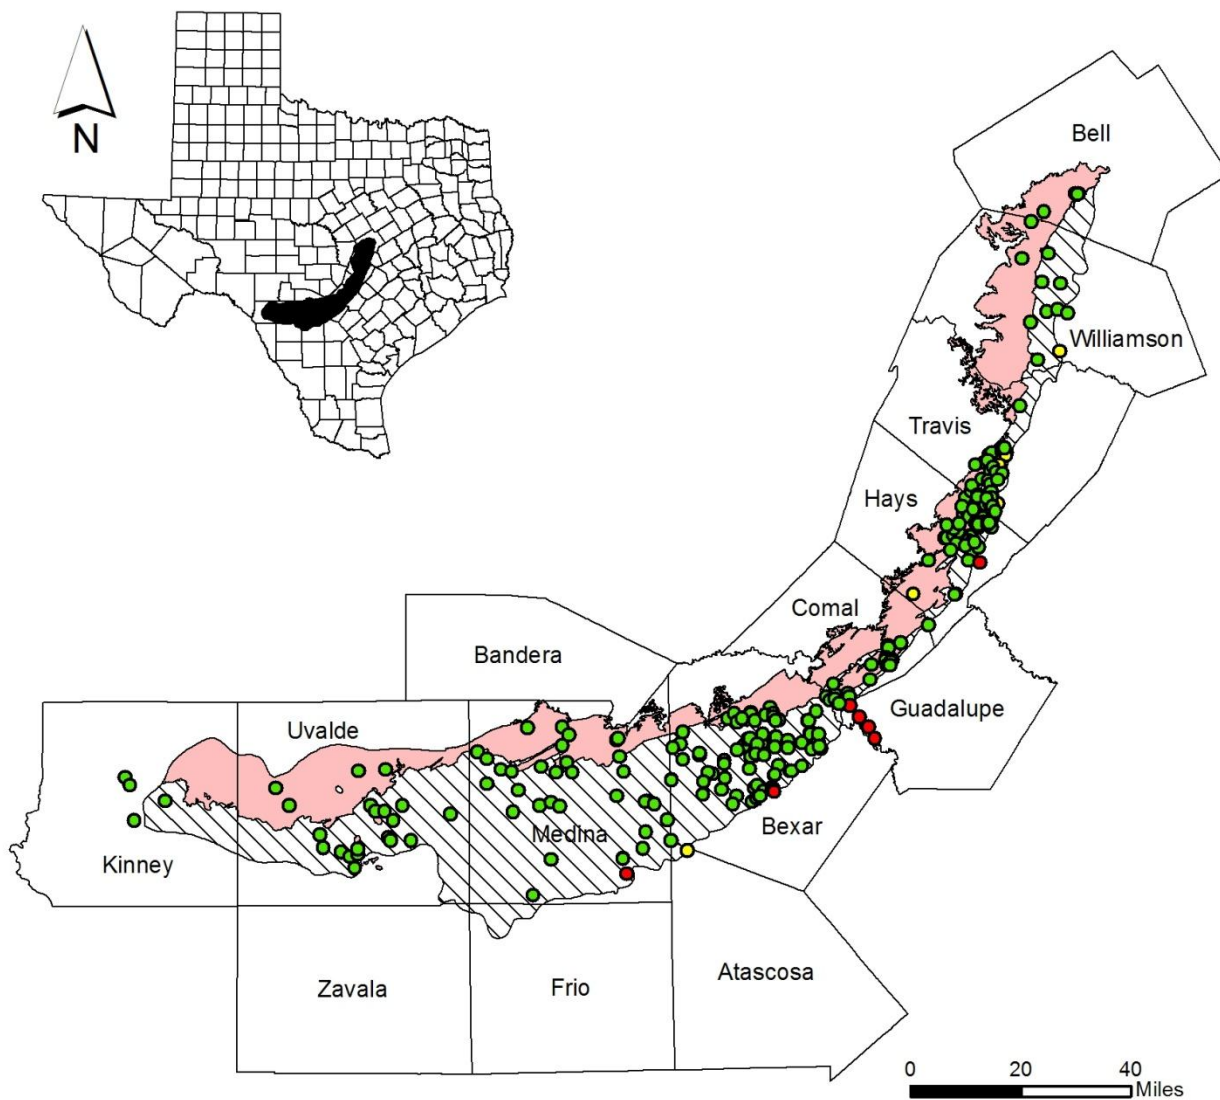 N
Bell
Williamson
Travis
Hays
Comal
Bandera
Guadalupe
Uvalde
Medina
Bexar
Kinney
Atascosa
Zavala
Frio
0 20 40
Miles